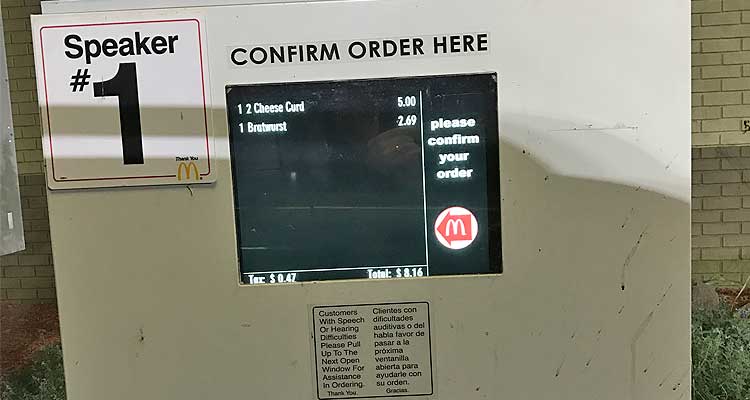 Speaker
#1
Thank You
CONFIRM ORDER HERE
1 2 Cheese Curd 5.00
1 Bratwurst 2.69
please
confirm
your
order
Tax: $ 0.47 Total: $ 8.16
Customers
With Speech
Or Hearing
Difficulties
Please Pull
Up To The
Next Open
Window For
Assistance
In Ordering.
Thank You.
Clientes con
dificultades
auditivas o del
habla favor de
pasar a la
próxima
ventanilla
abierta para
ayudarle con
su orden.
Gracias.